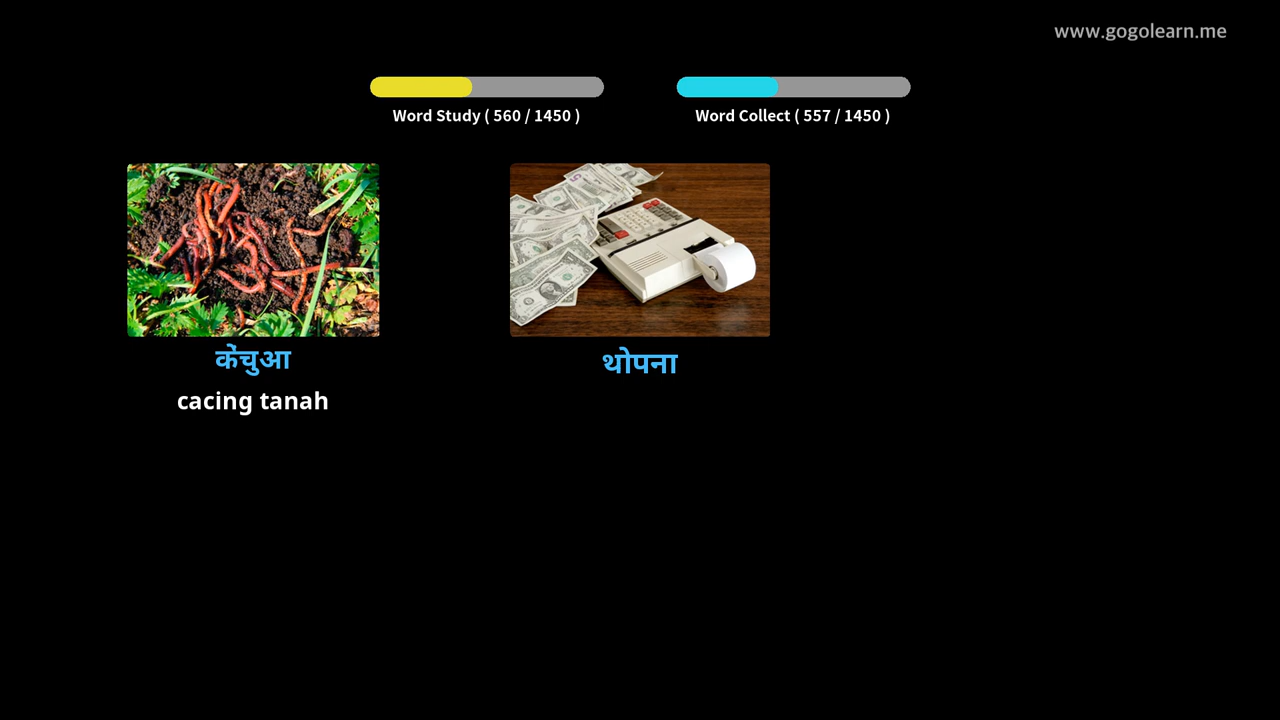 www.gogolearn.me
Word Study ( 560 / 1450 )
Word Collect ( 557 / 1450 )
केंचुआ
थोपना
cacing tanah